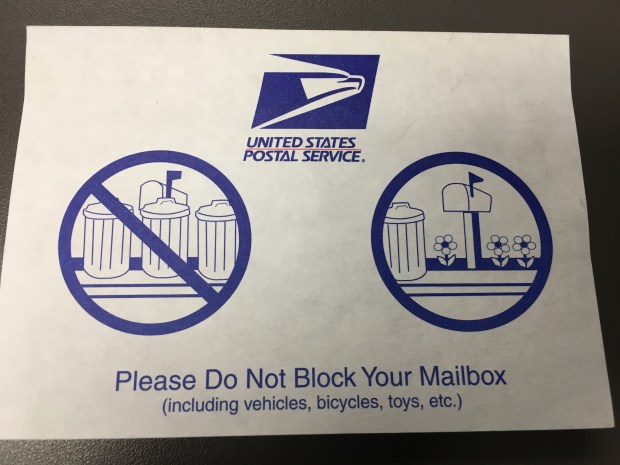 UNITED STATES
POSTAL SERVICE.
Please Do Not Block Your Mailbox
(including vehicles, bicycles, toys, etc.)